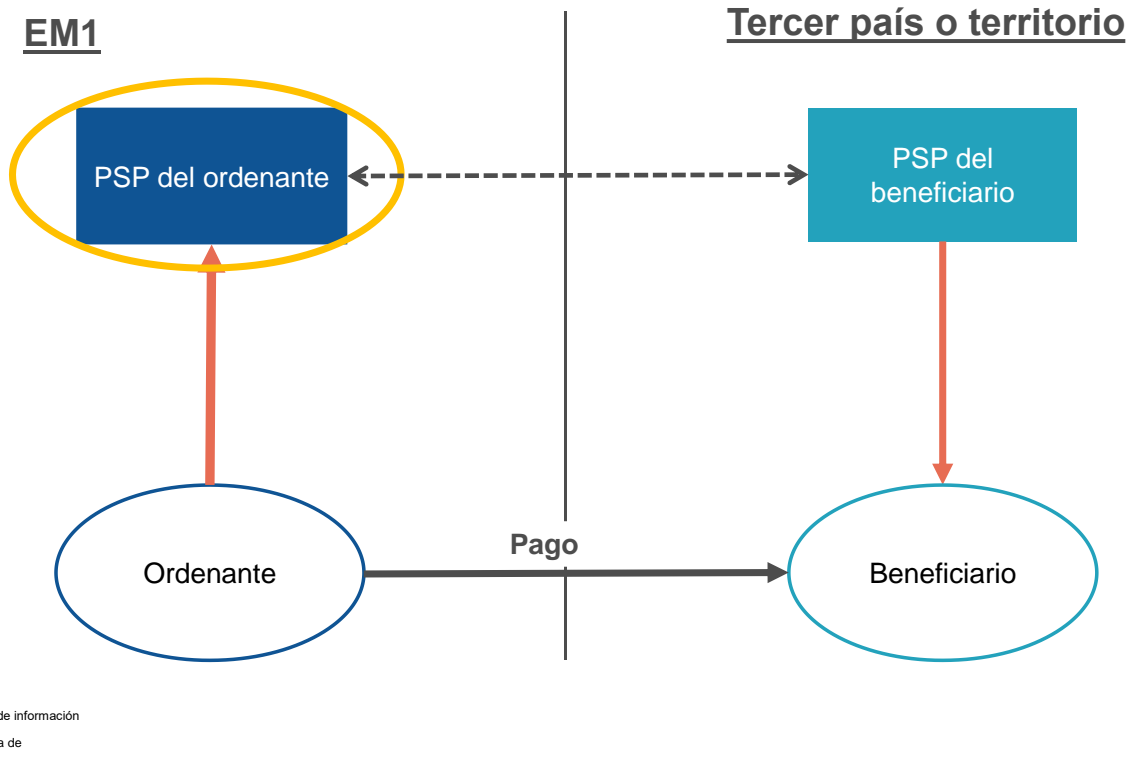 EM1
Tercer país o territorio
PSP del ordenante
PSP del
beneficiario
Pago
Ordenante
Beneficiario
de información
a de